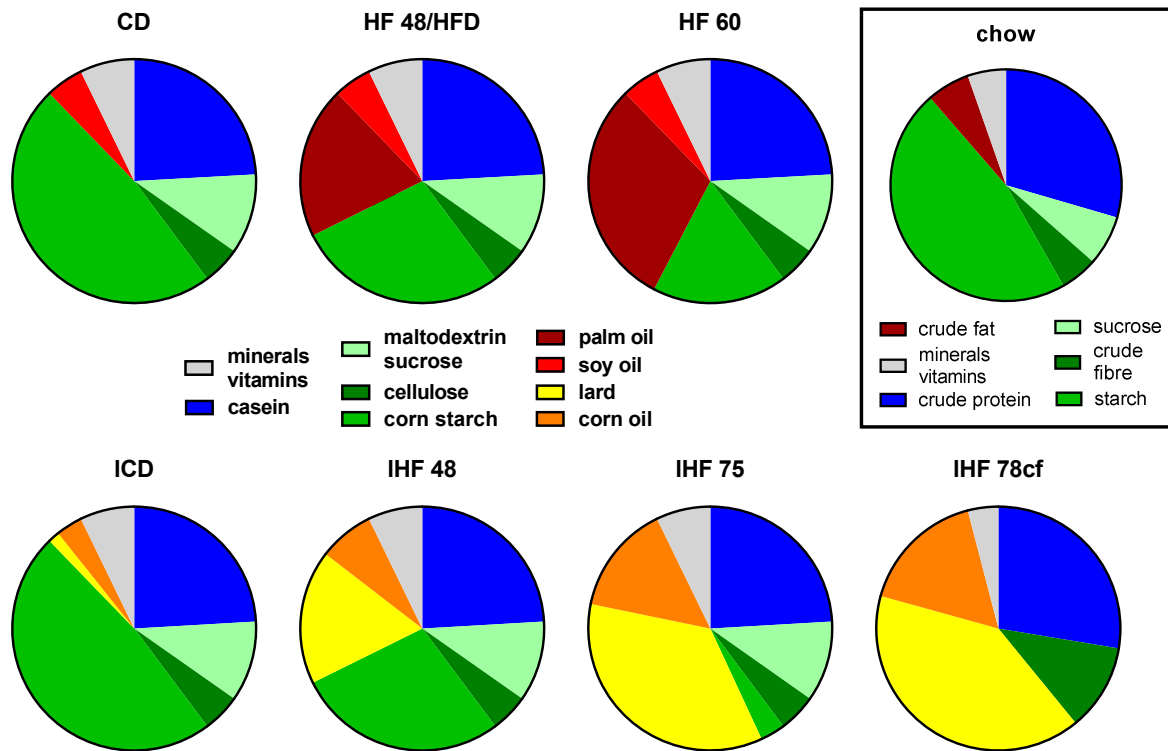 CD
HF 48/HFD
HF 60
chow
minerals
vitamins
casein
maltodextrin
sucrose
cellulose
corn starch
palm oil
soy oil
lard
corn oil
crude fat
minerals
vitamins
crude protein
sucrose
crude
fibre
starch
ICD
IHF 48
IHF 75
IHF 78cf